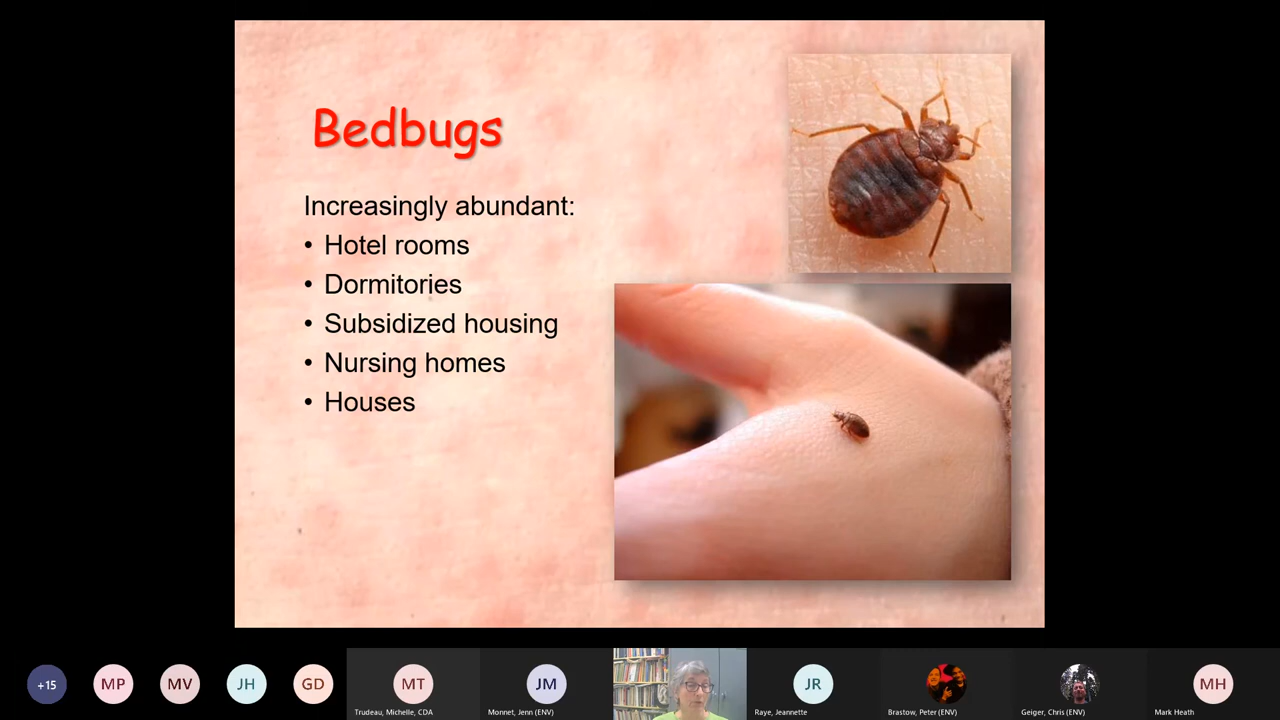 Bedbugs
Increasingly abundant:
• Hotel rooms
• Dormitories
• Subsidized housing
• Nursing homes
• Houses
+15
MP
MV
JH
GD
MT
Trudeau, Michelle, CDA
JM
Monnet, Jenn (ENV)
JR
Raye, Jeannette
Brastow, Peter (ENV)
Geiger, Chris (ENV)
MH
Mark Heath